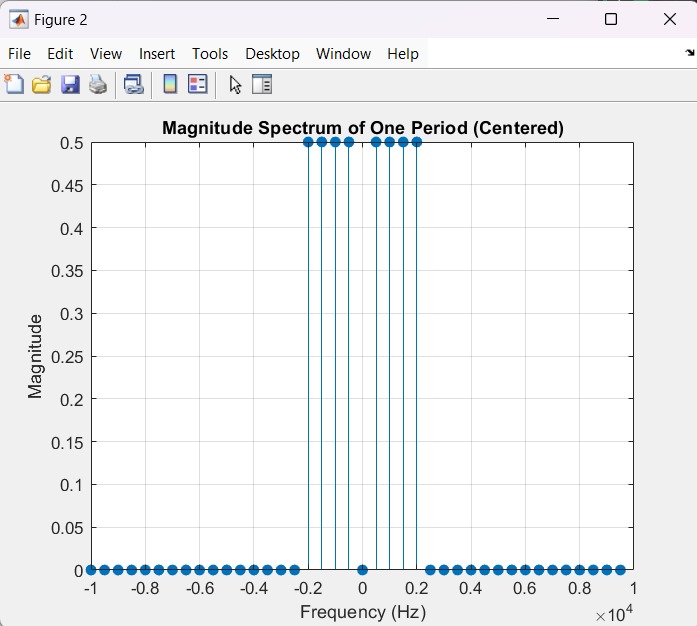 Figure 2
File Edit View Insert Tools Desktop Window Help
Magnitude Spectrum of One Period (Centered)
0.5
0.45
0.4
0.35
0.3
0.25
0.2
0.15
0.1
0.05
0
Magnitude
-1 -0.8 -0.6 -0.4 -0.2 0 0.2 0.4 0.6 0.8 1
Frequency (Hz)
×10⁴